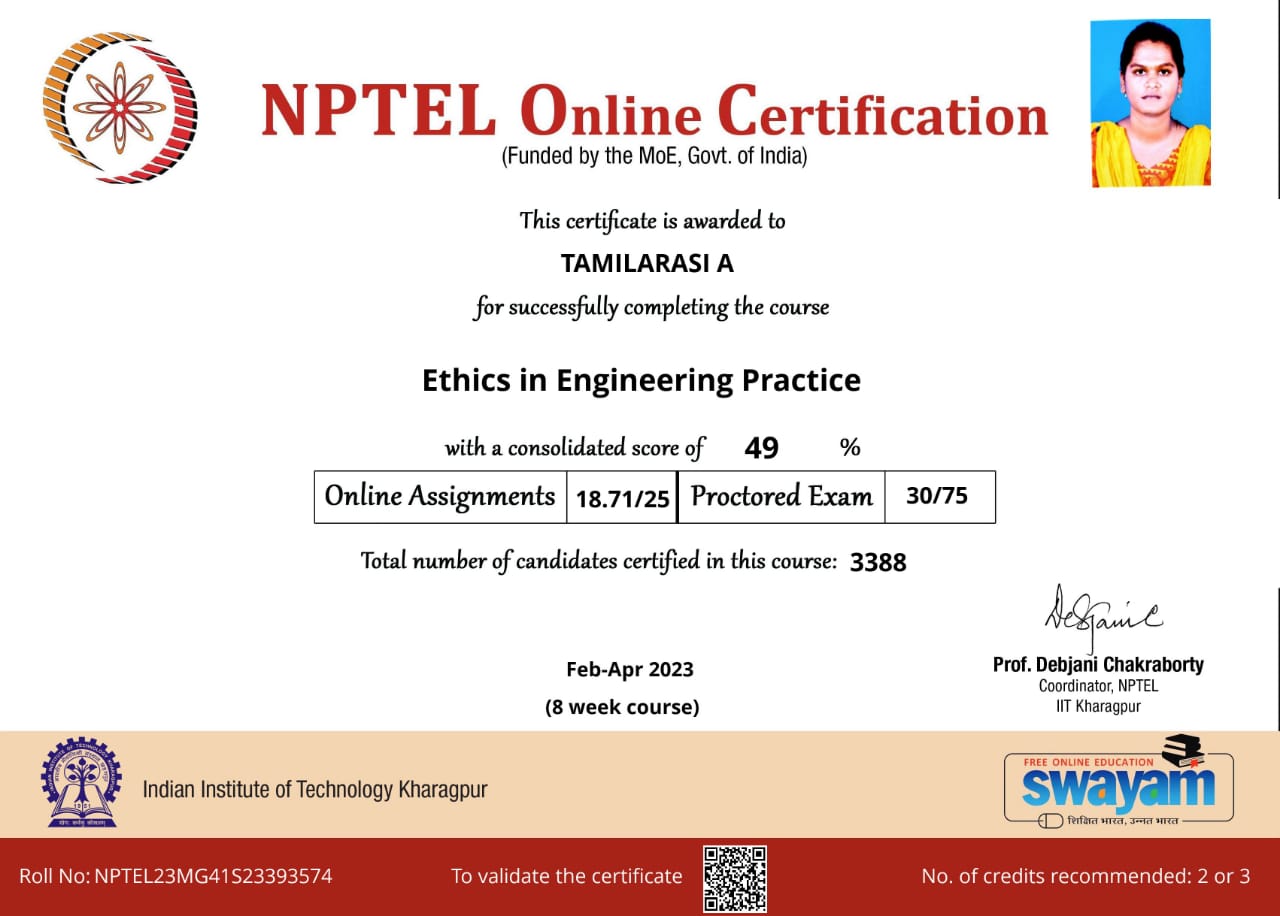 NPTEL Online Certification
(Funded by the MoE, Govt. of India)
This certificate is awarded to
TAMILARASI A
for successfully completing the course
Ethics in Engineering Practice
with a consolidated score of 49 %
Online Assignments 18.71/25 Proctored Exam 30/75
Total number of candidates certified in this course: 3388
Feb-Apr 2023
(8 week course)
Prof. Debjani Chakraborty
Coordinator, NPTEL
IIT Kharagpur
Indian Institute of Technology Kharagpur
FREE ONLINE EDUCATION
swayam
शिक्षित भारत, उन्नत भारत
Roll No: NPTEL23MG41S23393574
To validate the certificate
No. of credits recommended: 2 or 3